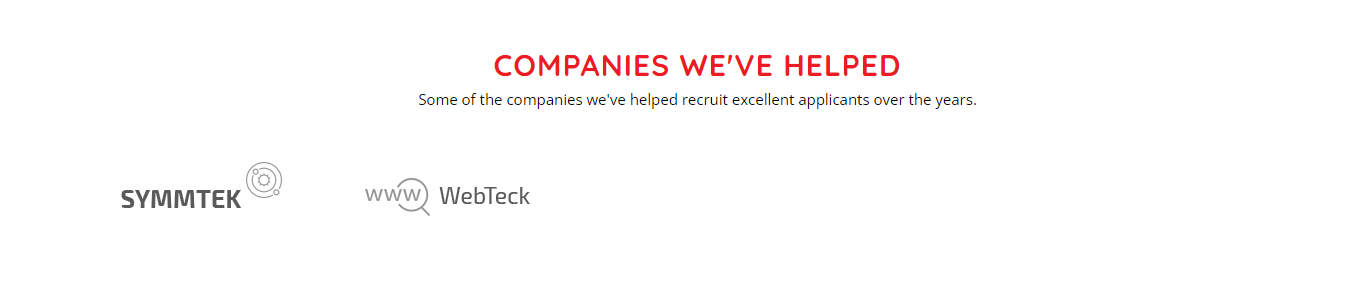 COMPANIES WE'VE HELPED
Some of the companies we've helped recruit excellent applicants over the years.
SYMMTEK
www WebTeck